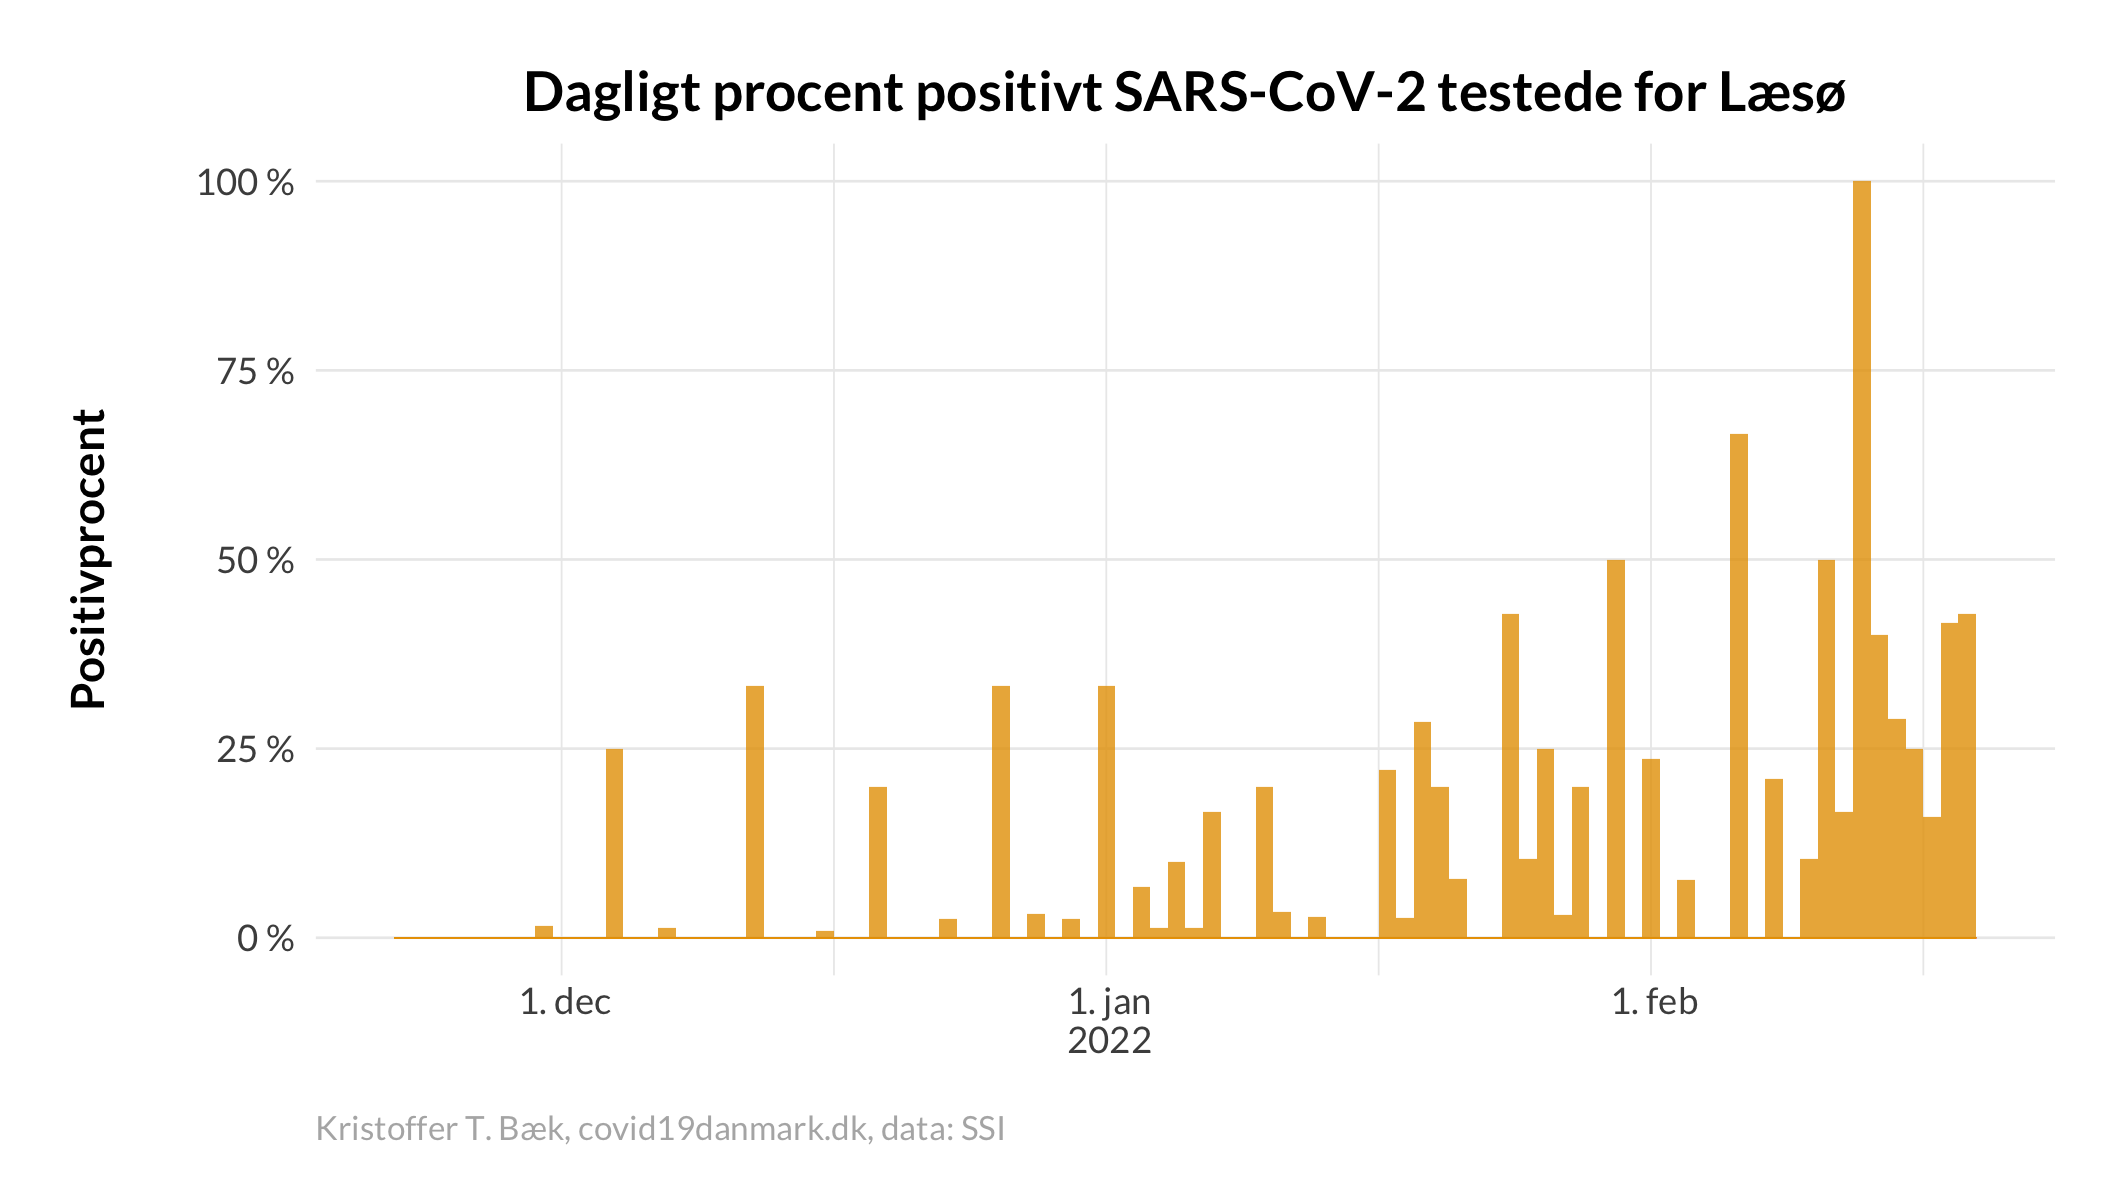 Dagligt procent positivt SARS-CoV-2 testede for Læsø
Positivprocent
100 %
75 %
50 %
25 %
0 %
1. dec
1. jan
2022
1. feb
Kristoffer T. Bæk, covid19danmark.dk, data: SSI